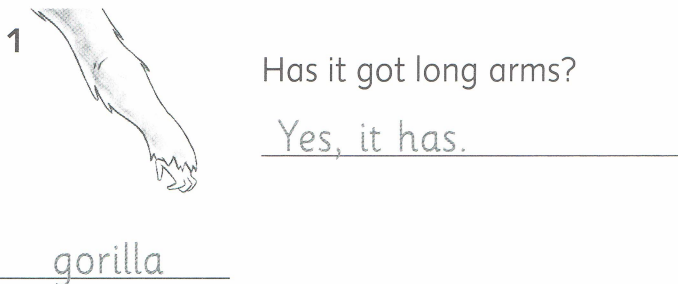 1
Has it got long arms?
Yes, it has.
gorilla